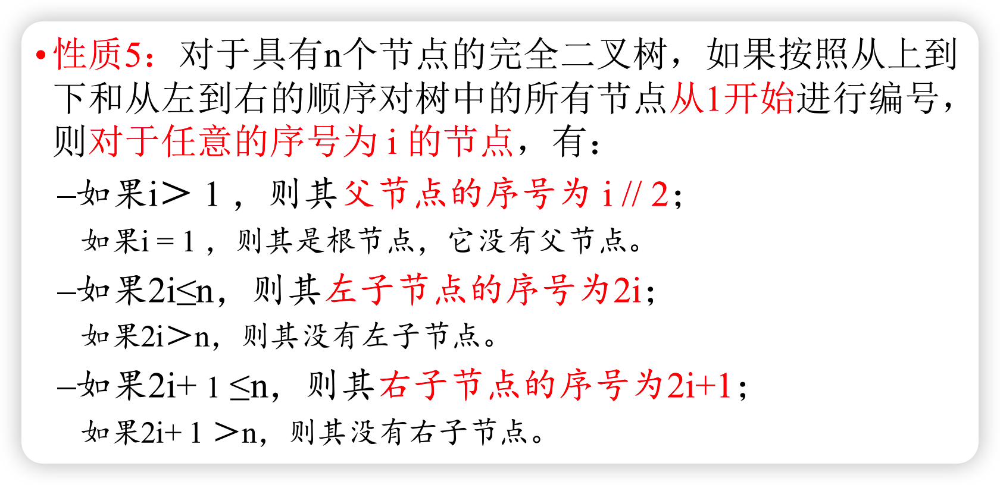 •性质5：对于具有n个节点的完全二叉树，如果按照从上到
下和从左到右的顺序对树中的所有节点从1开始进行编号，
则对于任意的序号为 i 的节点，有：
–如果i＞ 1 ，则其父节点的序号为 i // 2；
如果i = 1 ，则其是根节点，它没有父节点。
–如果2i≤n，则其左子节点的序号为2i；
如果2i＞n，则其没有左子节点。
–如果2i+ 1 ≤n，则其右子节点的序号为2i+1；
如果2i+ 1 ＞n，则其没有右子节点。